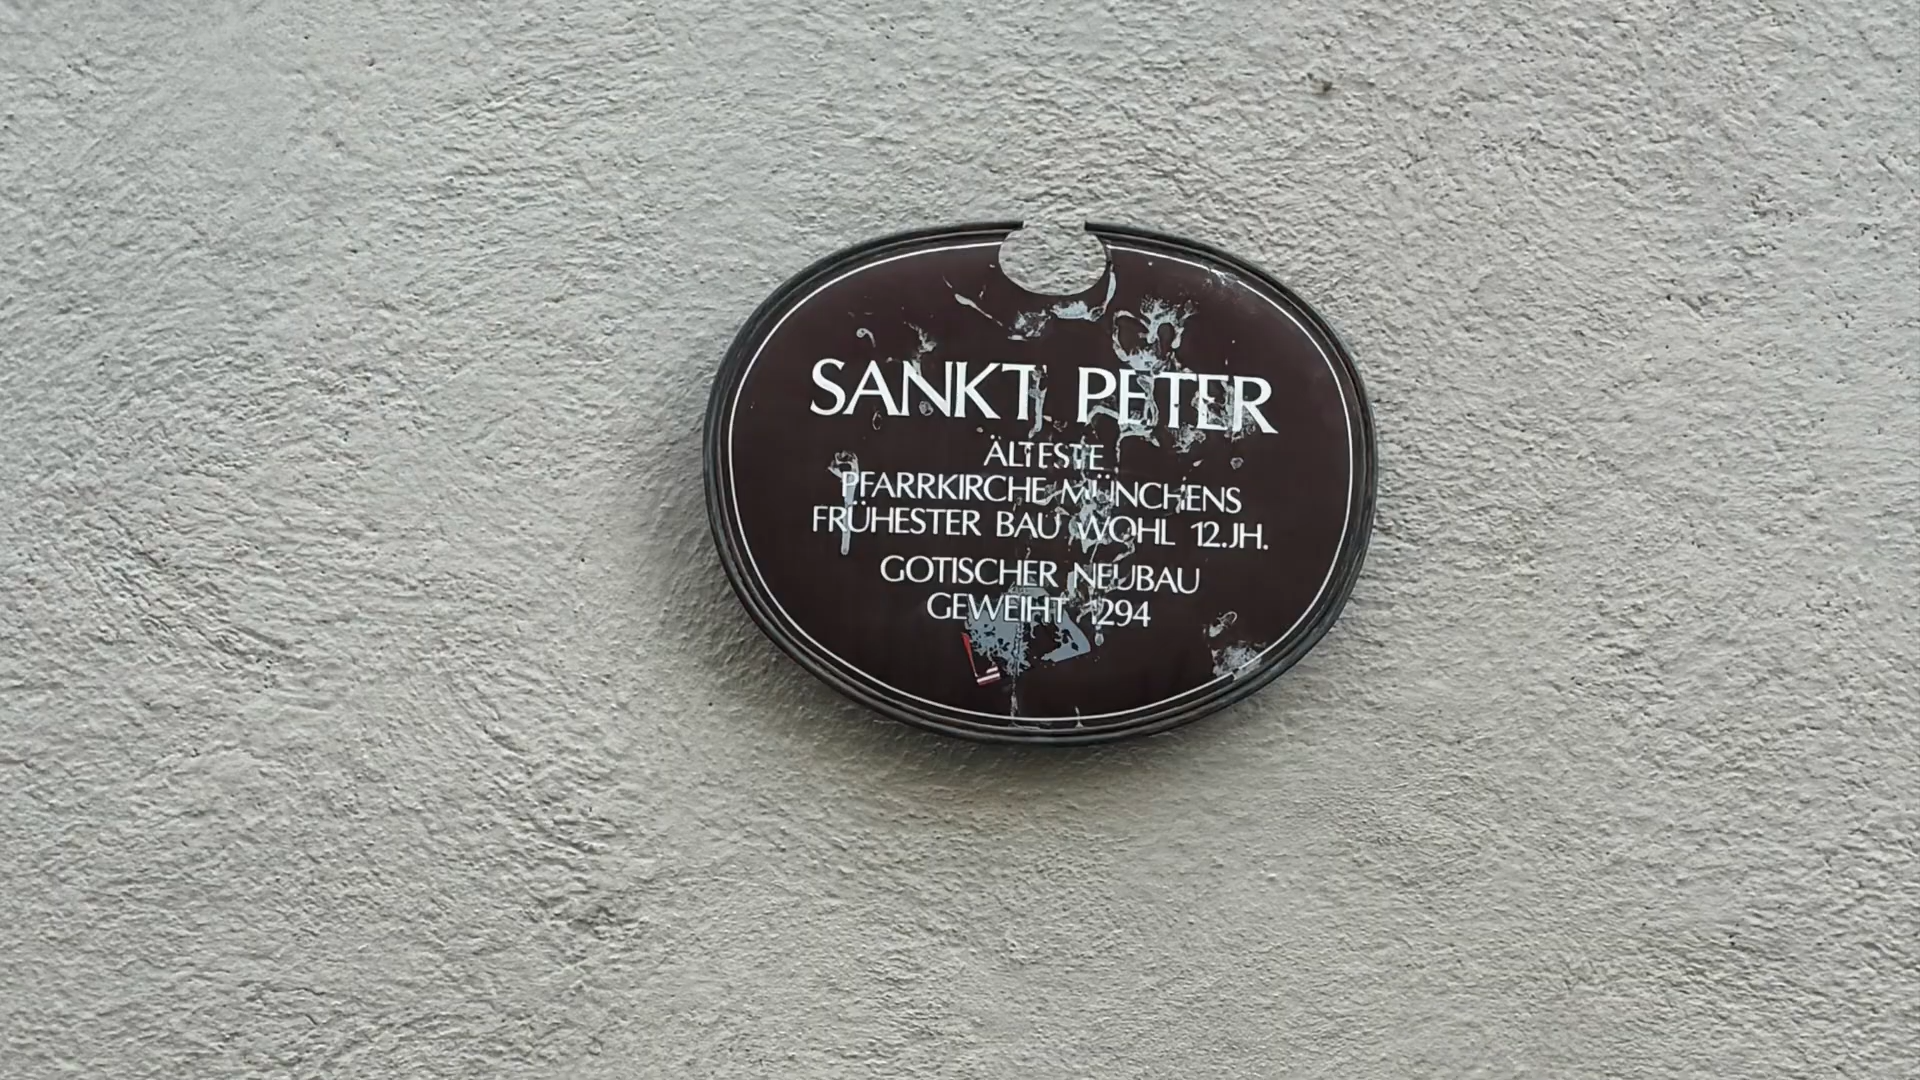 SANKT PETER
ÄLTESTE
PFARRKIRCHE MÜNCHENS
FRÜHESTER BAU WOHL 12.JH.
GOTISCHER NEUBAU
GEWEIHT 1294